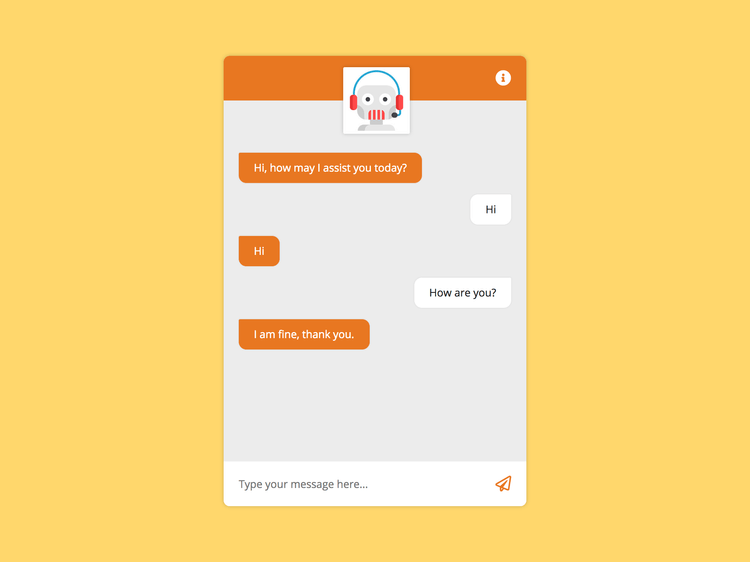 Hi, how may I assist you today?
Hi
Hi
How are you?
I am fine, thank you.
Type your message here...